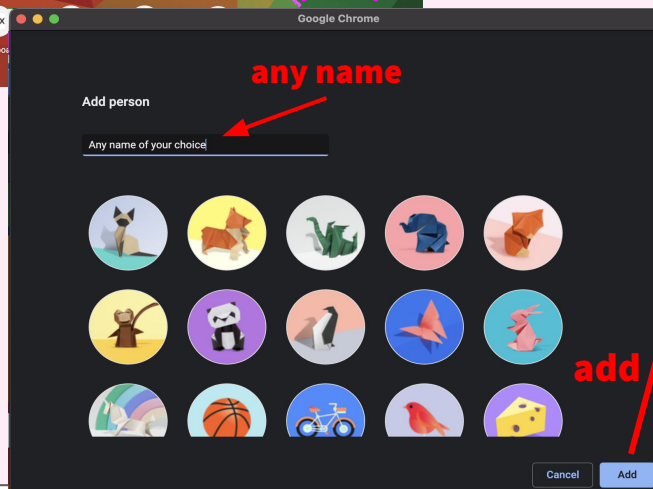 Google Chrome
any name
Add person
Any name of your choice
add
Cancel
Add